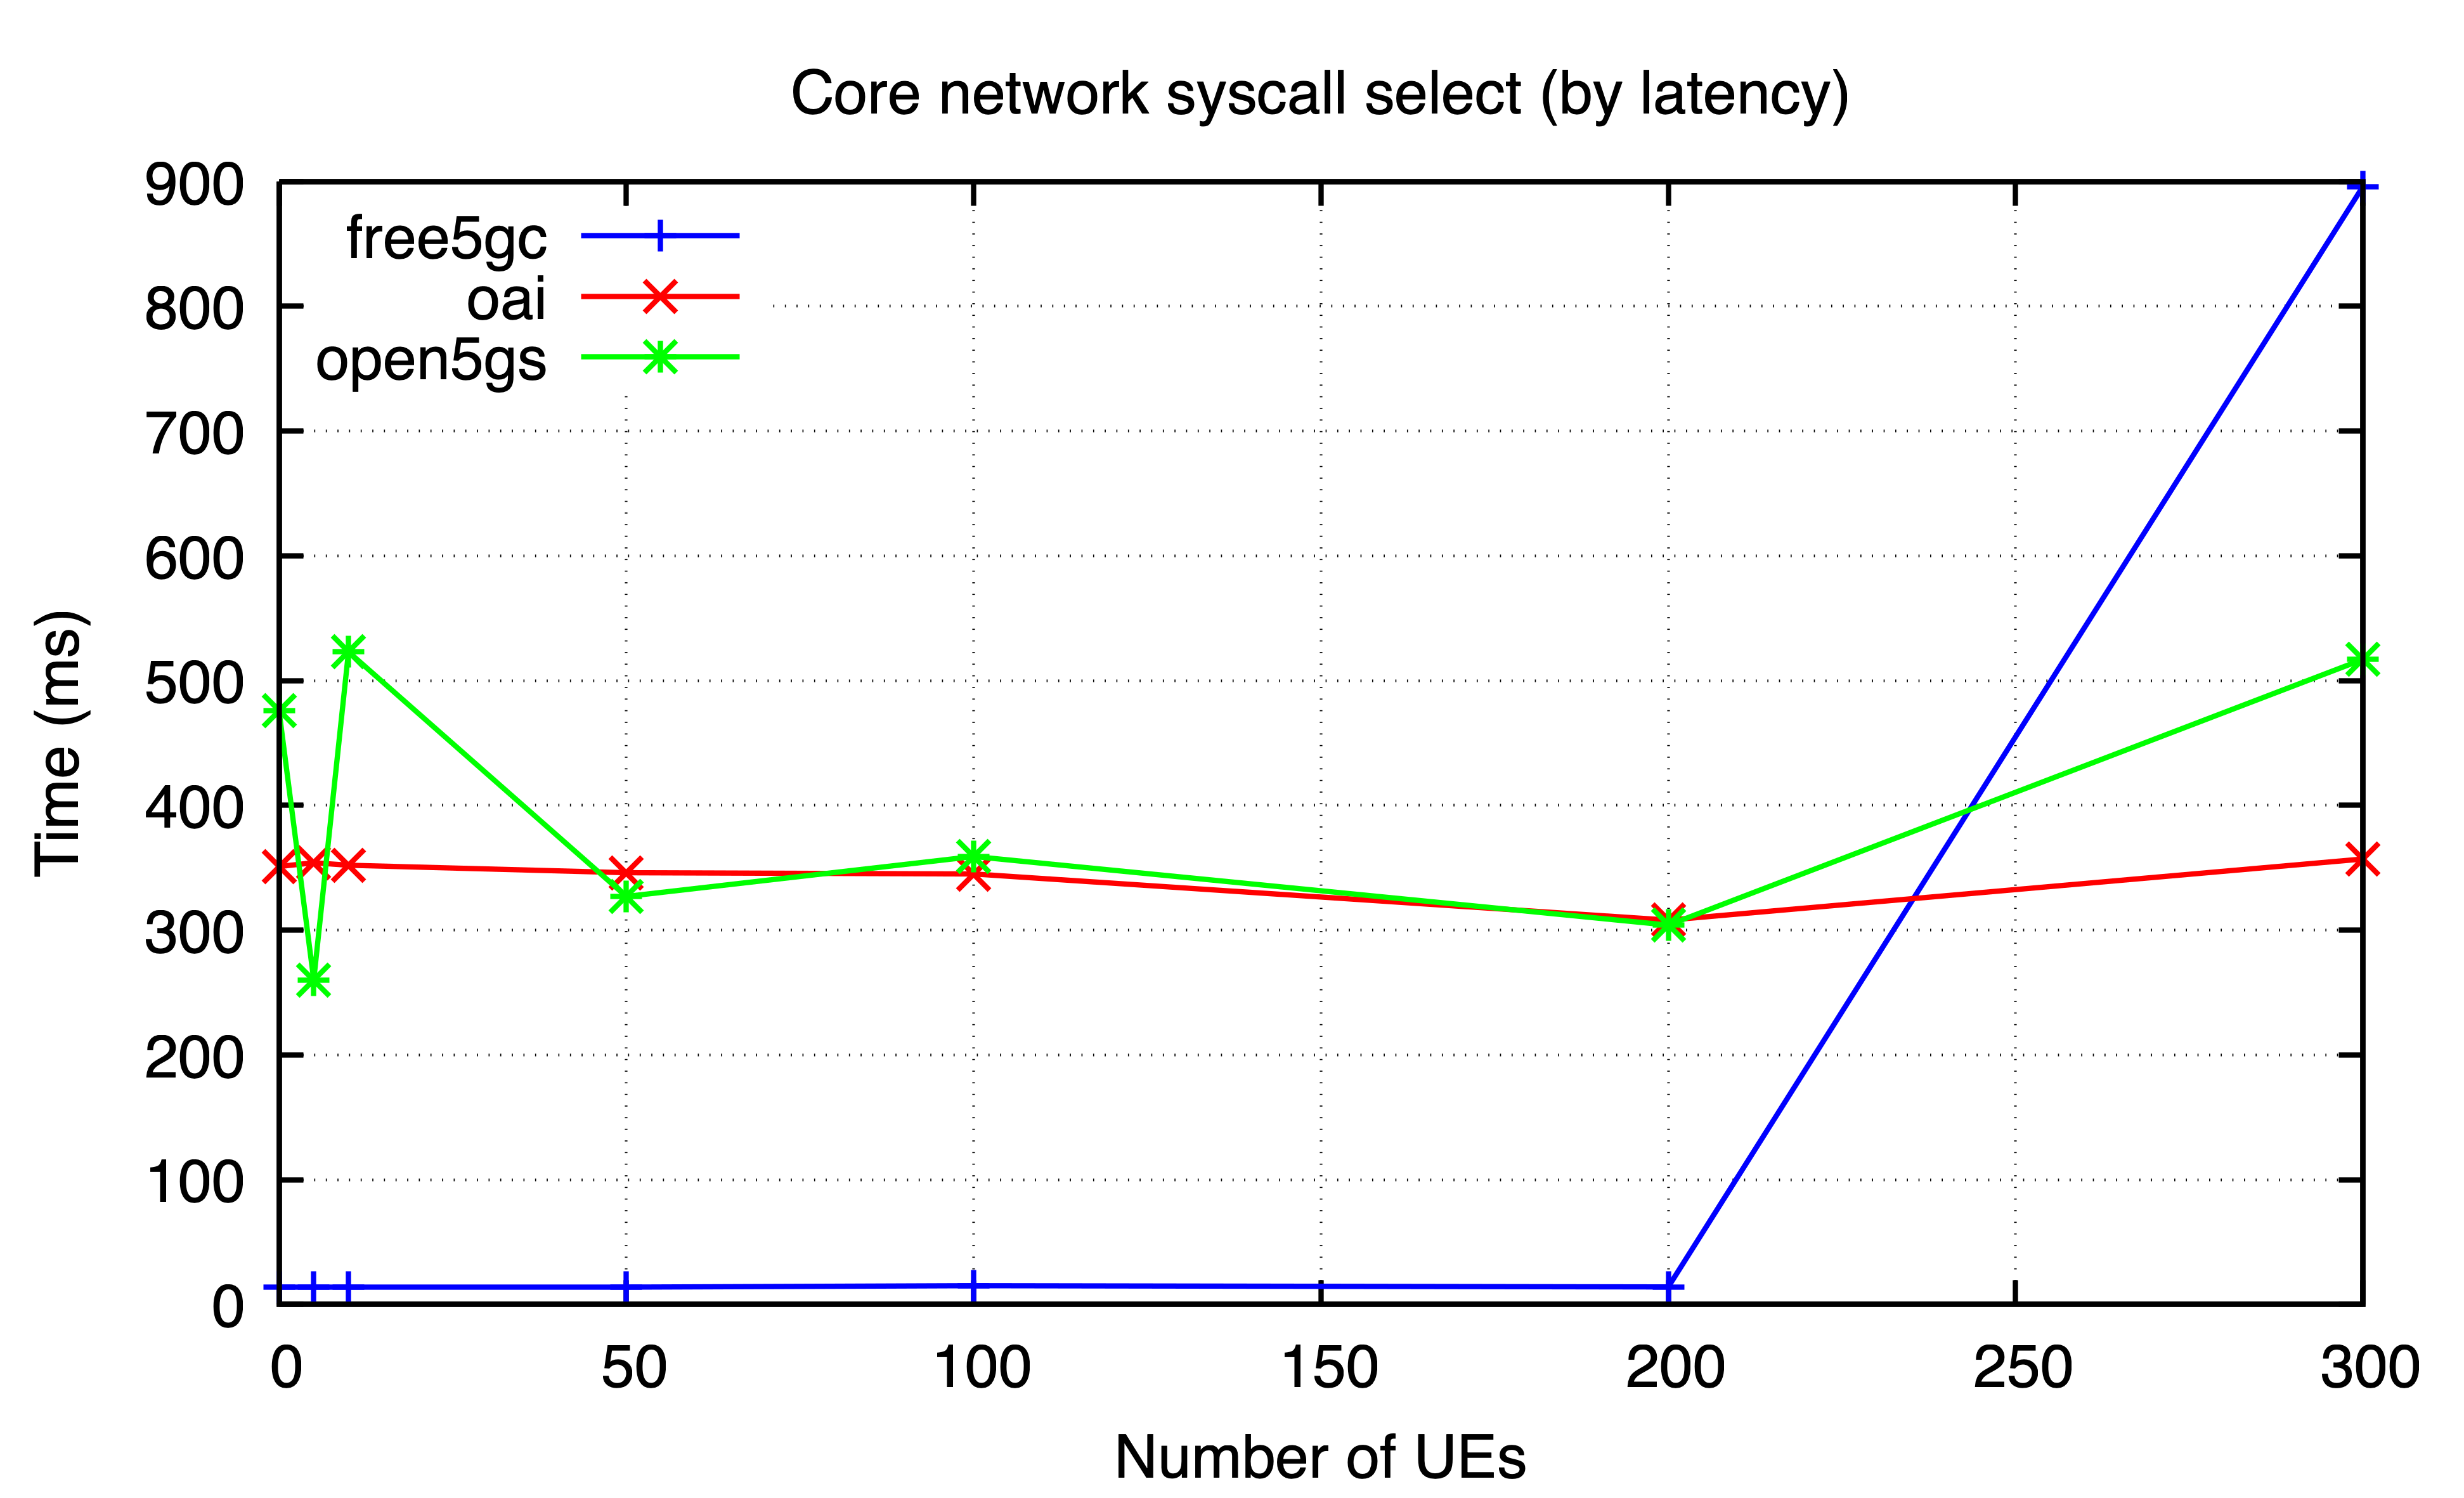 Core network syscall select (by latency)
900
800
700
600
500
400
300
200
100
0
free5gc
oai
open5gs
Time (ms)
0 50 100 150 200 250 300
Number of UEs